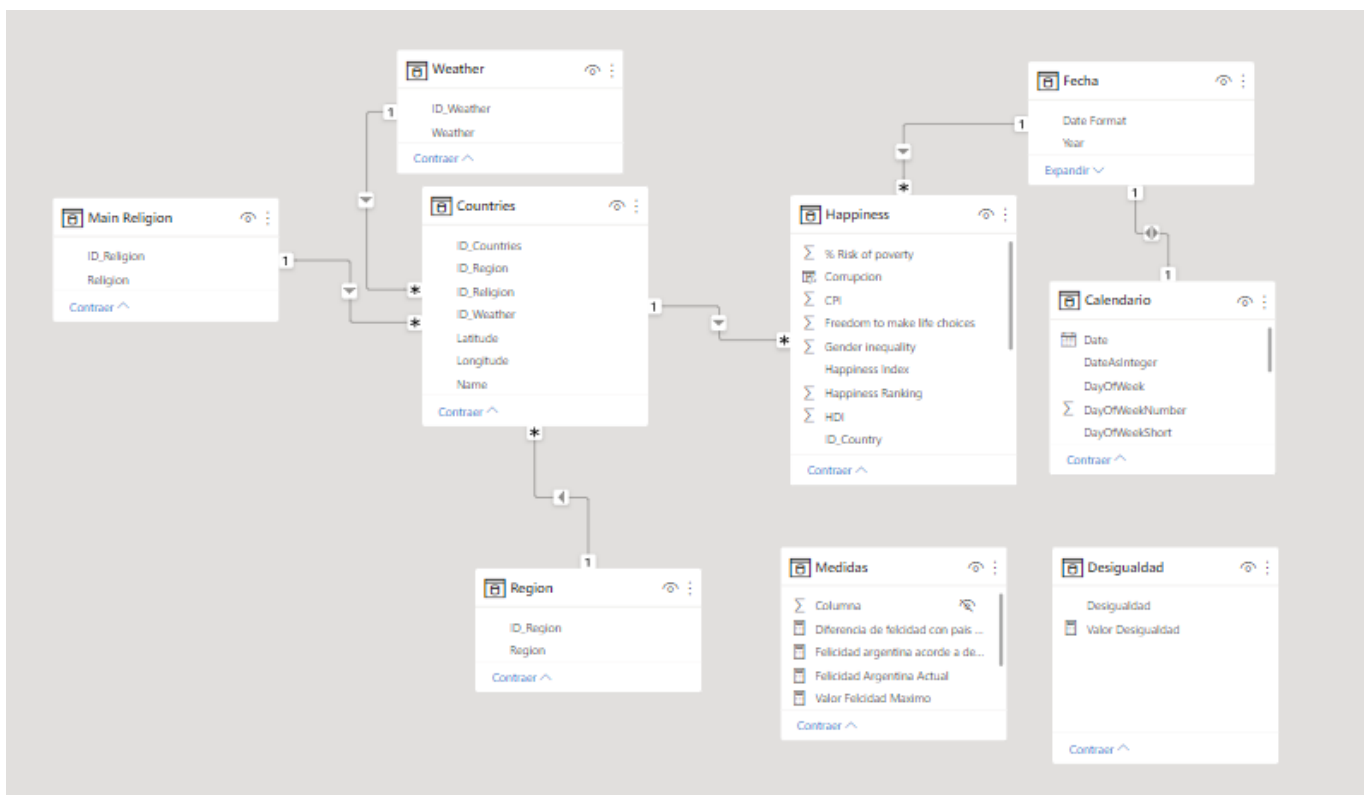 Weather
ID_Weather
Weather
Contraer
1
Main Religion
ID_Religion
Religion
Contraer
1
Countries
ID_Countries
ID_Region
ID_Religion
ID_Weather
Latitude
Longitude
Name
Contraer
*
*
*
1
Region
ID_Region
Region
Contraer
1
Fecha
Date Format
Year
Expandir
1
1
Happiness
% Risk of poverty
Corrupcion
CPI
Freedom to make life choices
Gender inequality
Happiness Index
Happiness Ranking
HDI
ID_Country
Contraer
*
*
1
Calendario
Date
DateAsInteger
DayOfWeek
DayOfWeekNumber
DayOfWeekShort
Contraer
Medidas
Columna
Diferencia de felcidad con pais ...
Felicidad argentina acorde a de...
Felicidad Argentina Actual
Valor Felcidad Maximo
Contraer
Desigualdad
Desigualdad
Valor Desigualdad
Contraer